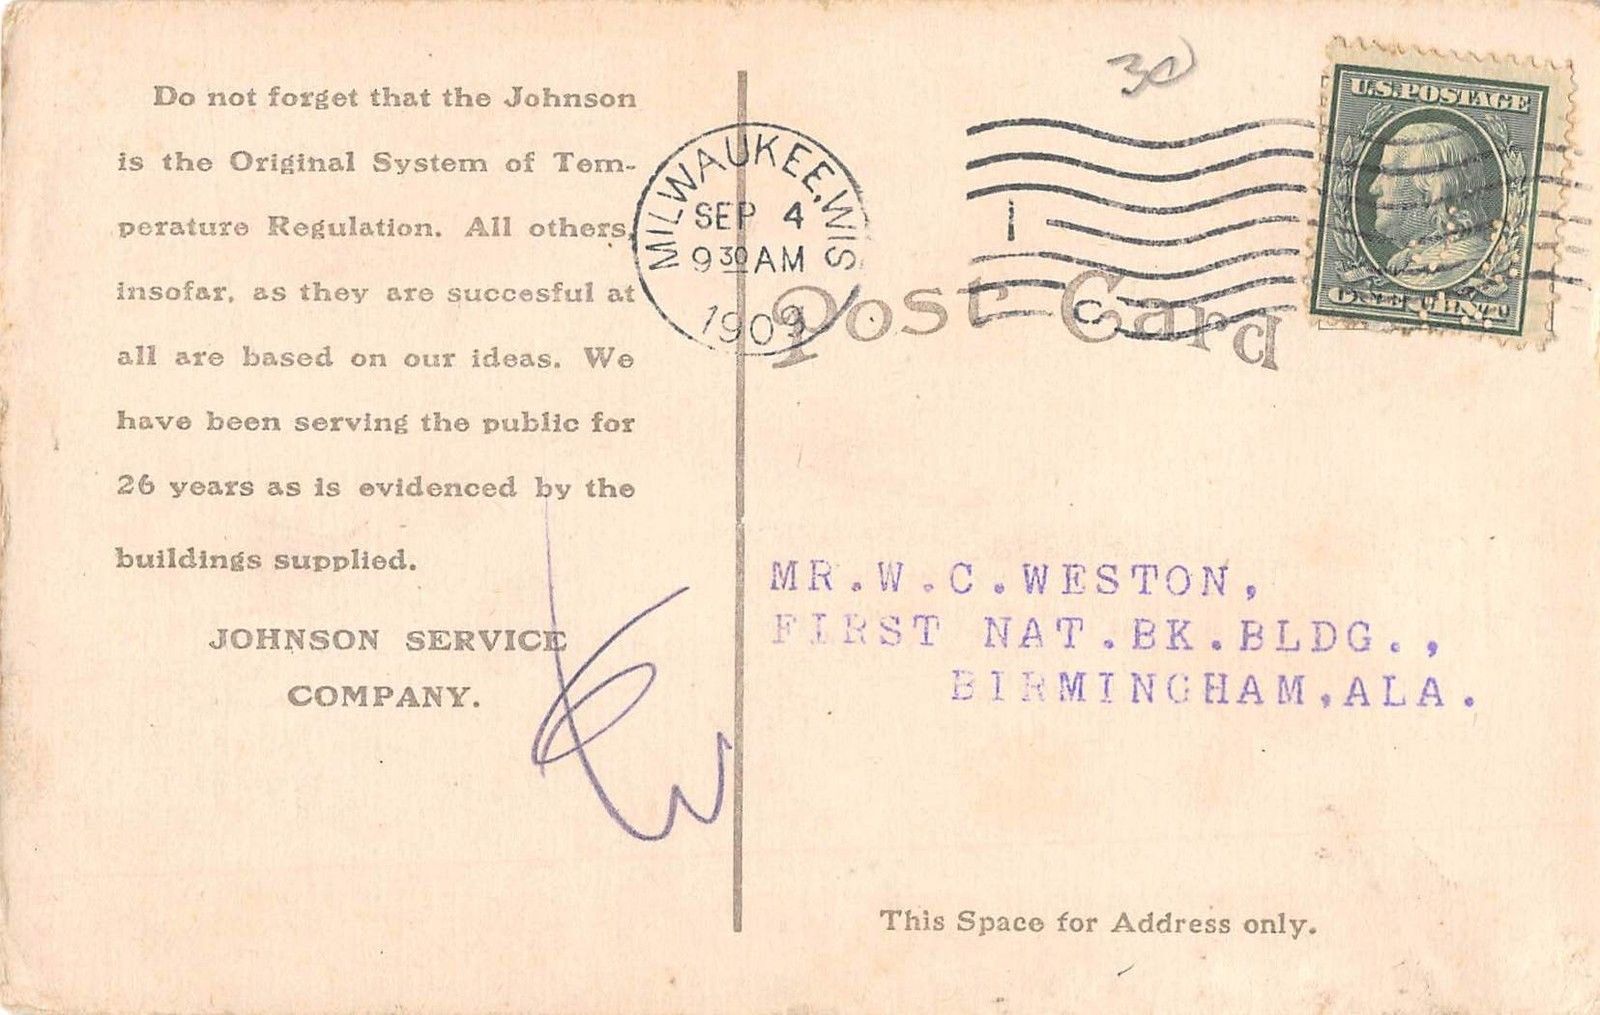 Do not forget that the Johnson
is the Original System of Tem-
perature Regulation. All others,
insofar, as they are succesful at
all are based on our ideas. We
have been serving the public for
26 years as is evidenced by the
buildings supplied.
JOHNSON SERVICE
COMPANY.
MILWAUKEE, WIS
SEP 4
9 30 AM
1909
1
30
U.S. POSTAGE
Post Card
MR.W.C.WESTON,
FIRST NAT.BK.BLDG.,
BIRMINGHAM,ALA.
This Space for Address only.